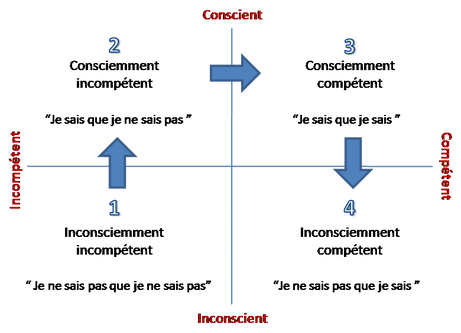 Conscient
2
Consciemment
incompétent
“Je sais que je ne sais pas ”
3
Consciemment
compétent
“Je sais que je sais ”
Incompétent
Compétent
1
Inconsciemment
incompétent
“ Je ne sais pas que je ne sais pas”
4
Inconsciemment
compétent
“Je ne sais pas que je sais ”
Inconscient